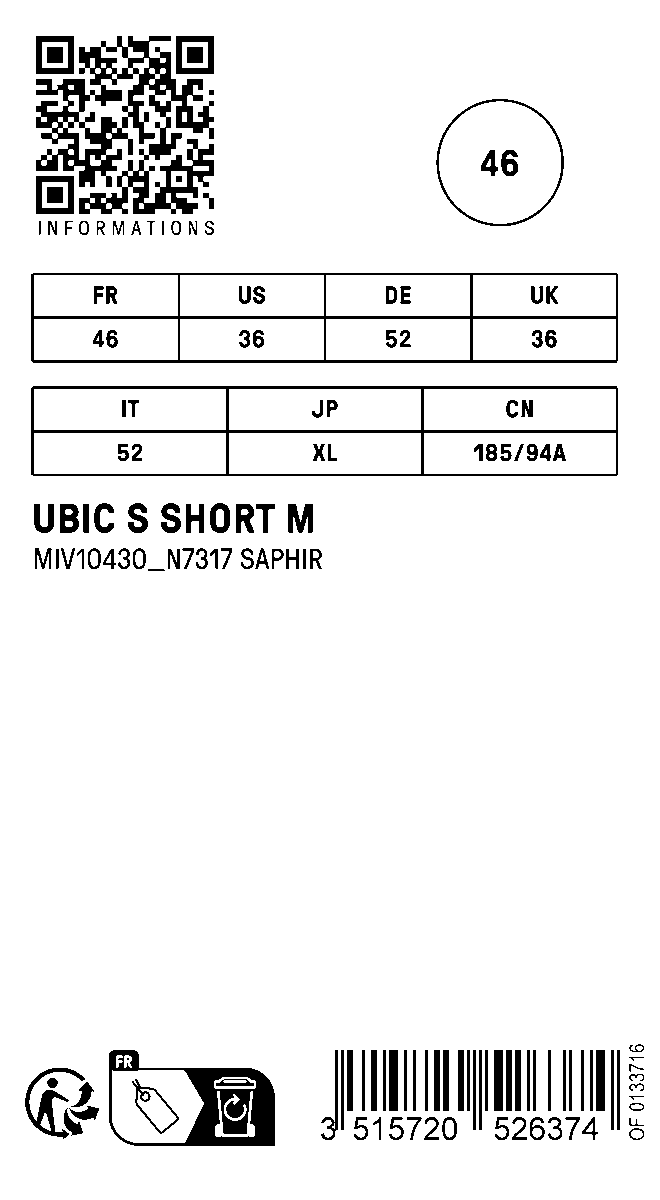 INFORMATIONS
46
FR US DE UK
46 36 52 36
IT JP CN
52 XL 185/94A
UBIC S SHORT M
MIV10430_N7317 SAPHIR
FR
3 515720 526374
OF 0133716